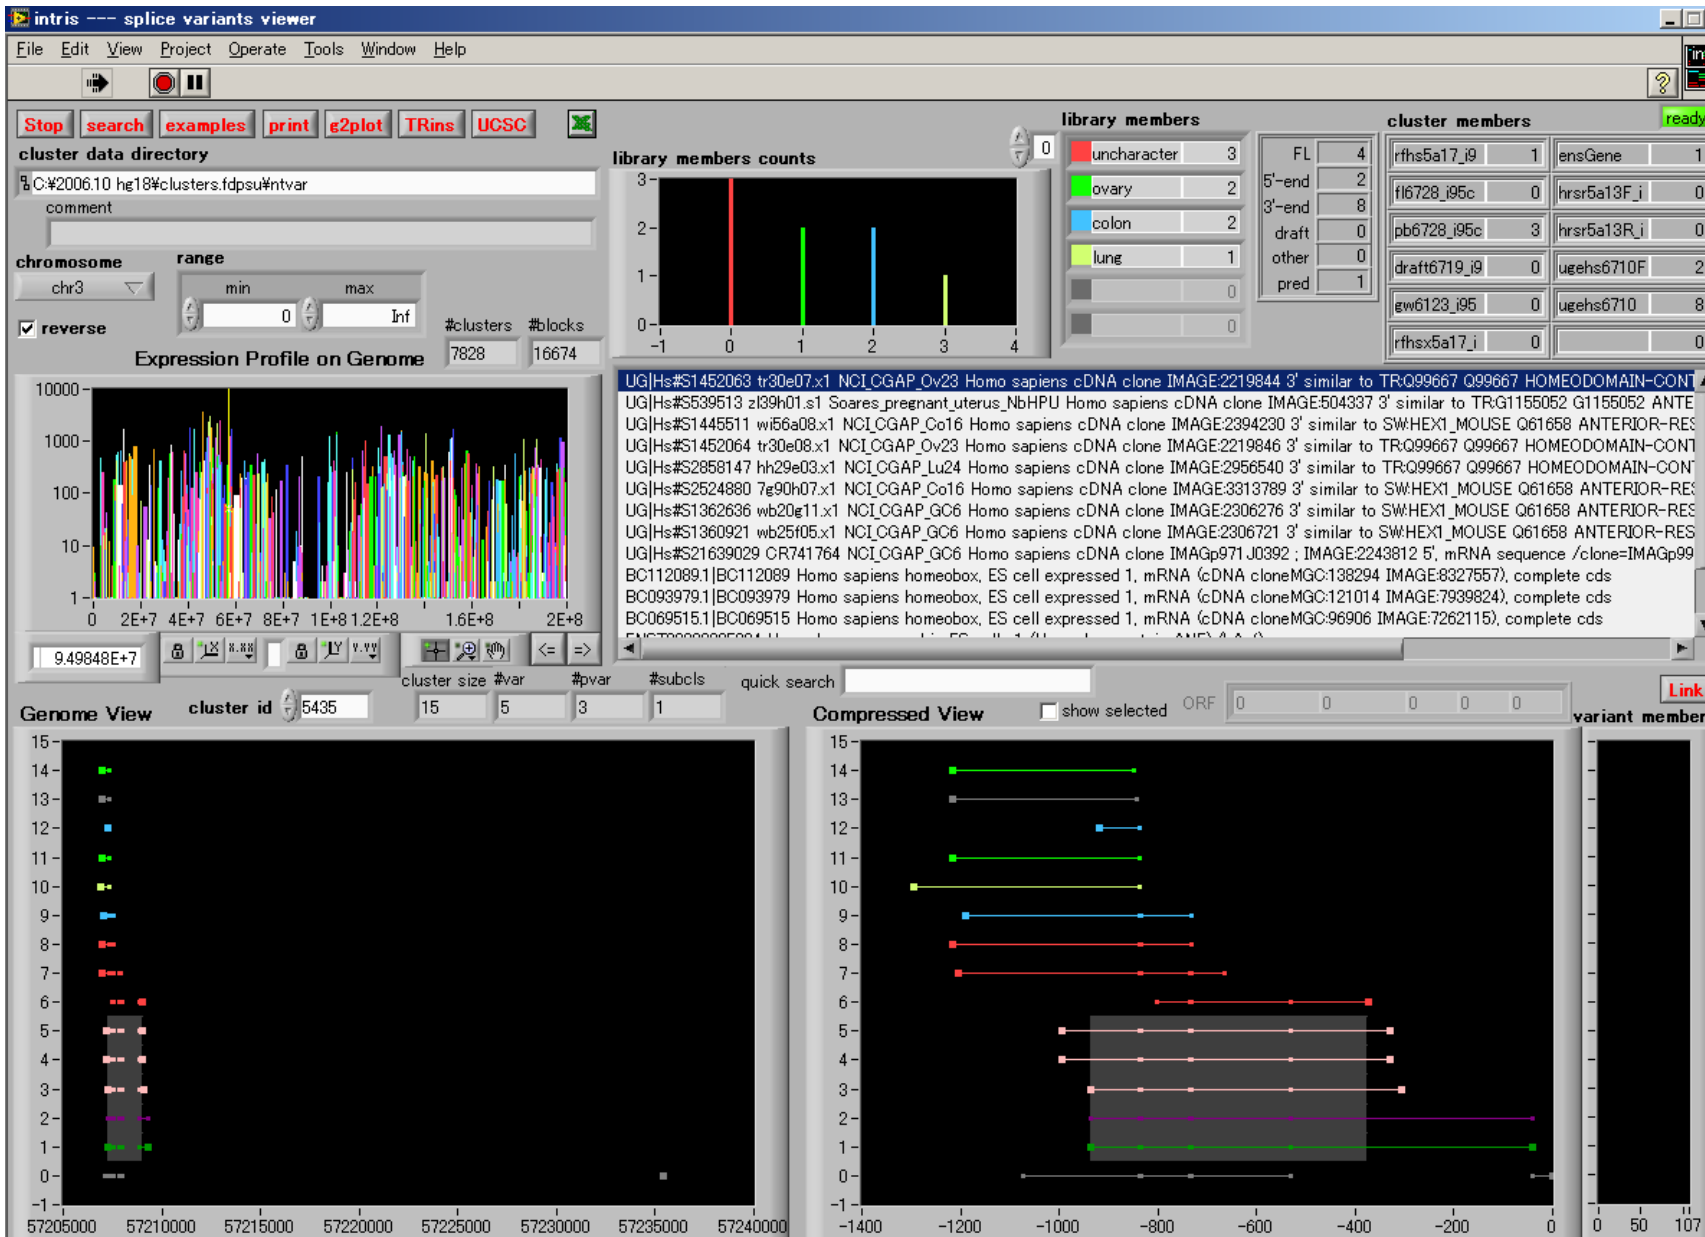 intris --- splice variants viewer
File Edit View Project Operate Tools Window Help
Stop search examples print g2plot TRins UCSC
cluster data directory
C:¥2006.10 hg18¥clusters.fdpsu¥ntvar
comment
chromosome range
chr3 min max
0 Inf
reverse
#clusters #blocks
7828 16674
Expression Profile on Genome
10000
1000
100
10
1
0 2E+7 4E+7 6E+7 8E+7 1E+8 1.2E+8 1.6E+8 2E+8
9.49848E+7
<= =>
library members counts
0
3
2
1
0
-1 0 1 2 3 4
library members
uncharacter 3
ovary 2
colon 2
lung 1
0
0
FL 4
5'-end 2
3'-end 8
draft 0
other 0
pred 1
cluster members ready
rfhs5a17_i9 1 ensGene 1
fl6728_i95c 0 hrsr5a13F_i 0
pb6728_i95c 3 hrsr5a13R_i 0
draft6719_i9 0 ugehs6710F 2
gw6123_i95 0 ugehs6710 8
rfhsx5a17_i 0 0
UG|Hs#S1452063 tr30e07.x1 NCI_CGAP_Ov23 Homo sapiens cDNA clone IMAGE:2219844 3' similar to TR:Q99667 Q99667 HOMEODOMAIN-CONT
UG|Hs#S539513 zl39h01.s1 Soares_pregnant_uterus_NbHPU Homo sapiens cDNA clone IMAGE:504337 3' similar to TR:G1155052 G1155052 ANTE
UG|Hs#S1445511 wi56a08.x1 NCI_CGAP_Co16 Homo sapiens cDNA clone IMAGE:2394230 3' similar to SW:HEX1_MOUSE Q61658 ANTERIOR-RES
UG|Hs#S1452064 tr30e08.x1 NCI_CGAP_Ov23 Homo sapiens cDNA clone IMAGE:2219846 3' similar to TR:Q99667 Q99667 HOMEODOMAIN-CONT
UG|Hs#S2858147 hh29e03.x1 NCI_CGAP_Lu24 Homo sapiens cDNA clone IMAGE:2956540 3' similar to TR:Q99667 Q99667 HOMEODOMAIN-CONT
UG|Hs#S2524880 7g90h07.x1 NCI_CGAP_Co16 Homo sapiens cDNA clone IMAGE:3313789 3' similar to SW:HEX1_MOUSE Q61658 ANTERIOR-RES
UG|Hs#S1362636 wb20g11.x1 NCI_CGAP_GC6 Homo sapiens cDNA clone IMAGE:2306276 3' similar to SW:HEX1_MOUSE Q61658 ANTERIOR-RES
UG|Hs#S1360921 wb25f05.x1 NCI_CGAP_GC6 Homo sapiens cDNA clone IMAGE:2306721 3' similar to SW:HEX1_MOUSE Q61658 ANTERIOR-RES
UG|Hs#S21639029 CR741764 NCI_CGAP_GC6 Homo sapiens cDNA clone IMAGp971J0392 ; IMAGE:2243812 5', mRNA sequence /clone=IMAGp99
BC112089.1|BC112089 Homo sapiens homeobox, ES cell expressed 1, mRNA (cDNA cloneMGC:138294 IMAGE:8327557), complete cds
BC093979.1|BC093979 Homo sapiens homeobox, ES cell expressed 1, mRNA (cDNA cloneMGC:121014 IMAGE:7939824), complete cds
BC069515.1|BC069515 Homo sapiens homeobox, ES cell expressed 1, mRNA (cDNA cloneMGC:96906 IMAGE:7262115), complete cds
cluster size #var #pvar #subcls quick search
Genome View cluster id 5435 15 5 3 1
Compressed View show selected ORF 0 0 0 0 0 Link
variant member
15
14
13
12
11
10
9
8
7
6
5
4
3
2
1
0
-1
57205000 57210000 57215000 57220000 57225000 57230000 57235000 57240000
15
14
13
12
11
10
9
8
7
6
5
4
3
2
1
0
-1
-1400 -1200 -1000 -800 -600 -400 -200 0
0 50 107